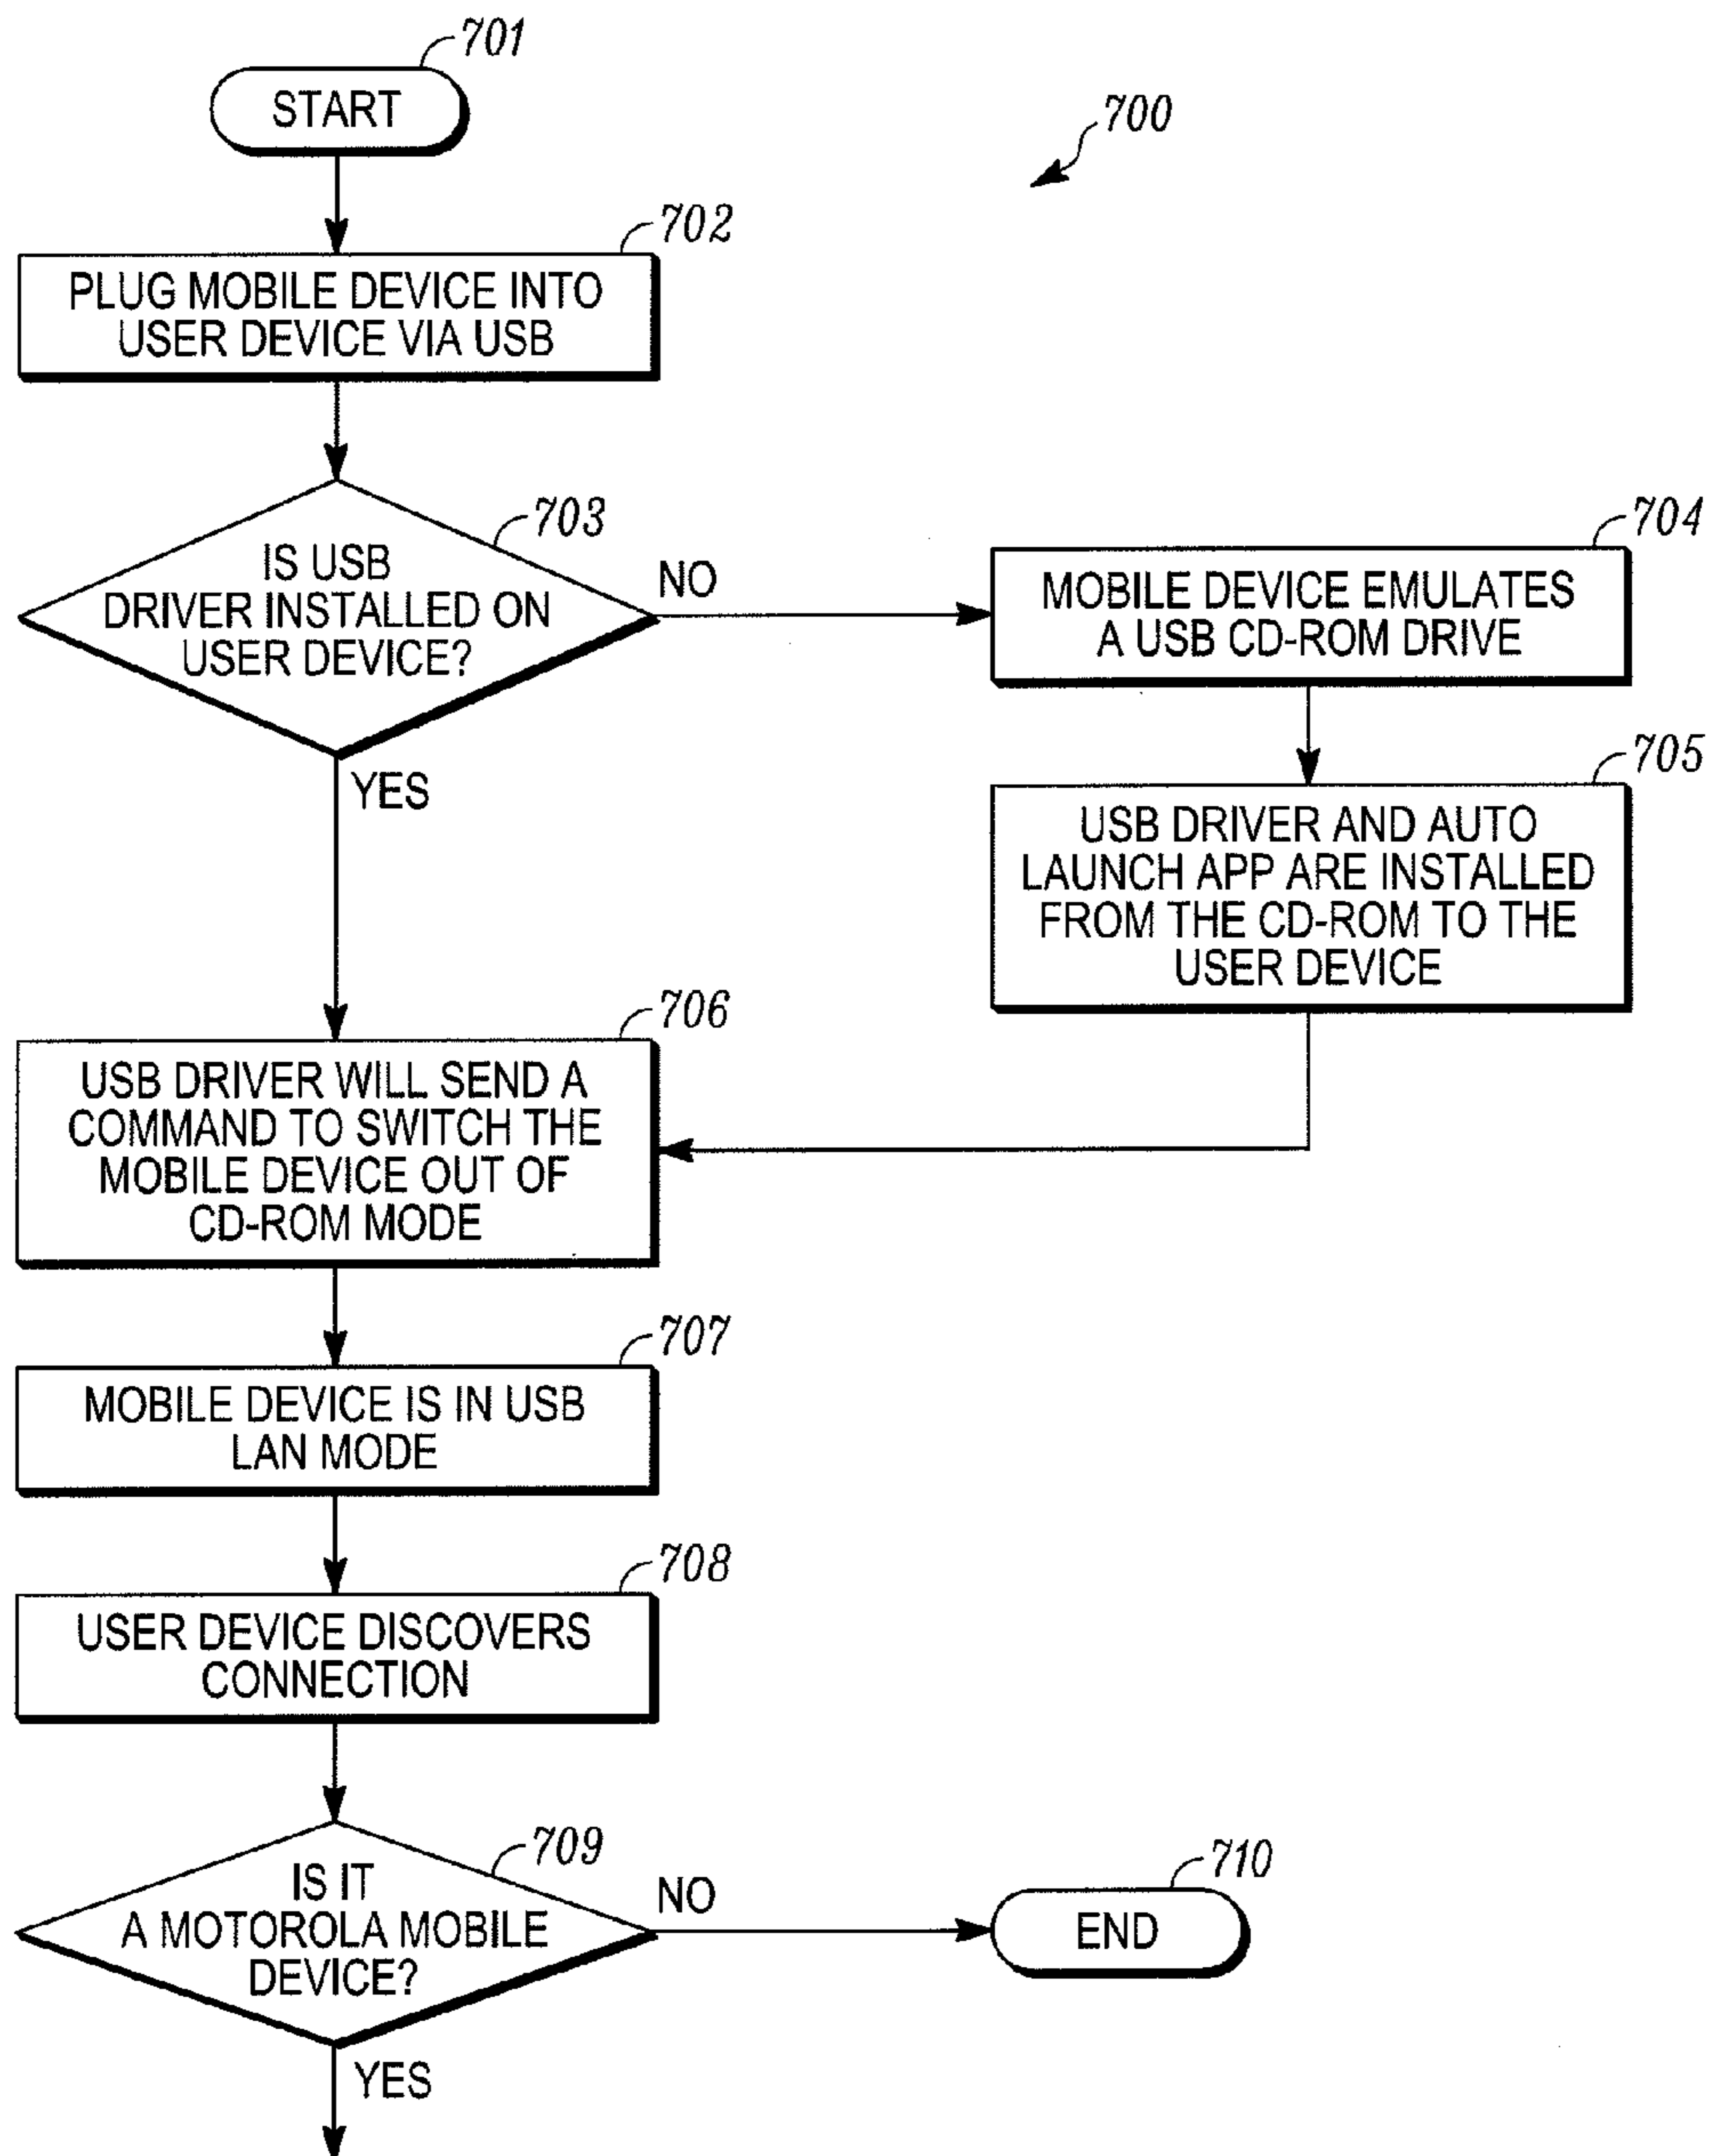 701
START
700
702
PLUG MOBILE DEVICE INTO
USER DEVICE VIA USB
703
IS USB
DRIVER INSTALLED ON
USER DEVICE?
NO
YES
704
MOBILE DEVICE EMULATES
A USB CD-ROM DRIVE
705
USB DRIVER AND AUTO
LAUNCH APP ARE INSTALLED
FROM THE CD-ROM TO THE
USER DEVICE
706
USB DRIVER WILL SEND A
COMMAND TO SWITCH THE
MOBILE DEVICE OUT OF
CD-ROM MODE
707
MOBILE DEVICE IS IN USB
LAN MODE
708
USER DEVICE DISCOVERS
CONNECTION
709
IS IT
A MOTOROLA MOBILE
DEVICE?
NO
710
END
YES